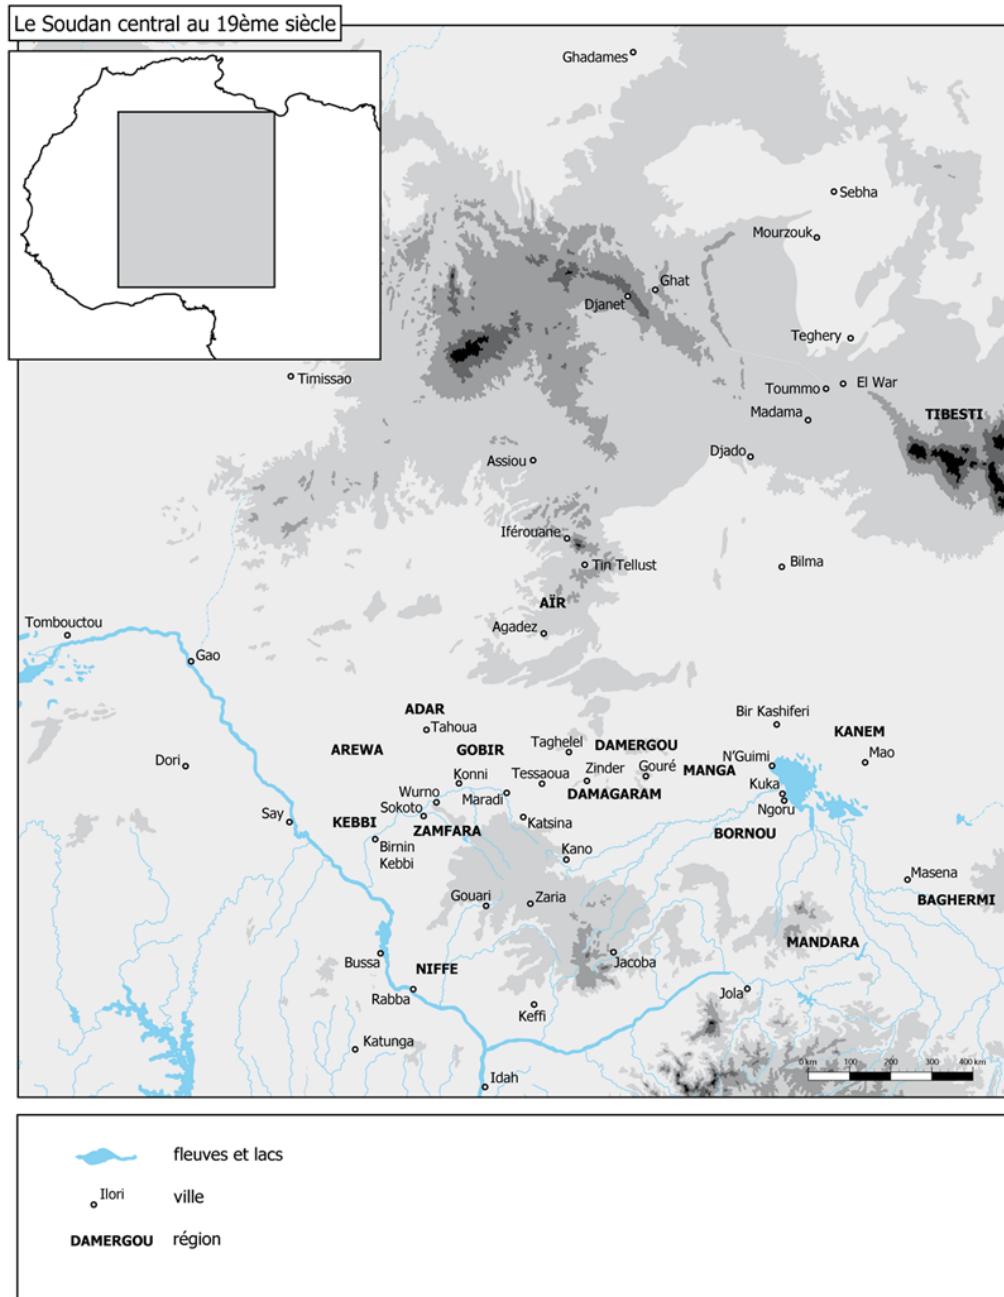 Le Soudan central au 19ème siècle
Ghadames
Sebha
Mourzouk
Ghat
Djanet
Teghery
Timissao
Toummo
El War
Madama
TIBESTI
Djado
Assiou
Iférouane
Tin Tellust
Bilma
AÏR
Agadez
Tombouctou
Gao
ADAR
Tahoua
Bir Kashiferi
KANEM
AREWA
GOBIR
Taghelel
DAMERGOU
Mao
Dori
N'Guimi
MANGA
Konni
Tessaoua
Zinder
Gouré
Kuka
Wurno
Maradi
DAMAGARAM
Ngoru
Sokoto
Say
KEBBI
ZAMFARA
Katsina
BORNOU
Birnin
Kebbi
Kano
Masena
Gouari
Zaria
BAGHERMI
MANDARA
Bussa
NIFFE
Jacoba
Rabba
Jola
Keffi
Katunga
0 km 100 200 300 400 km
Idah
fleuves et lacs
Ilori
ville
DAMERGOU
région